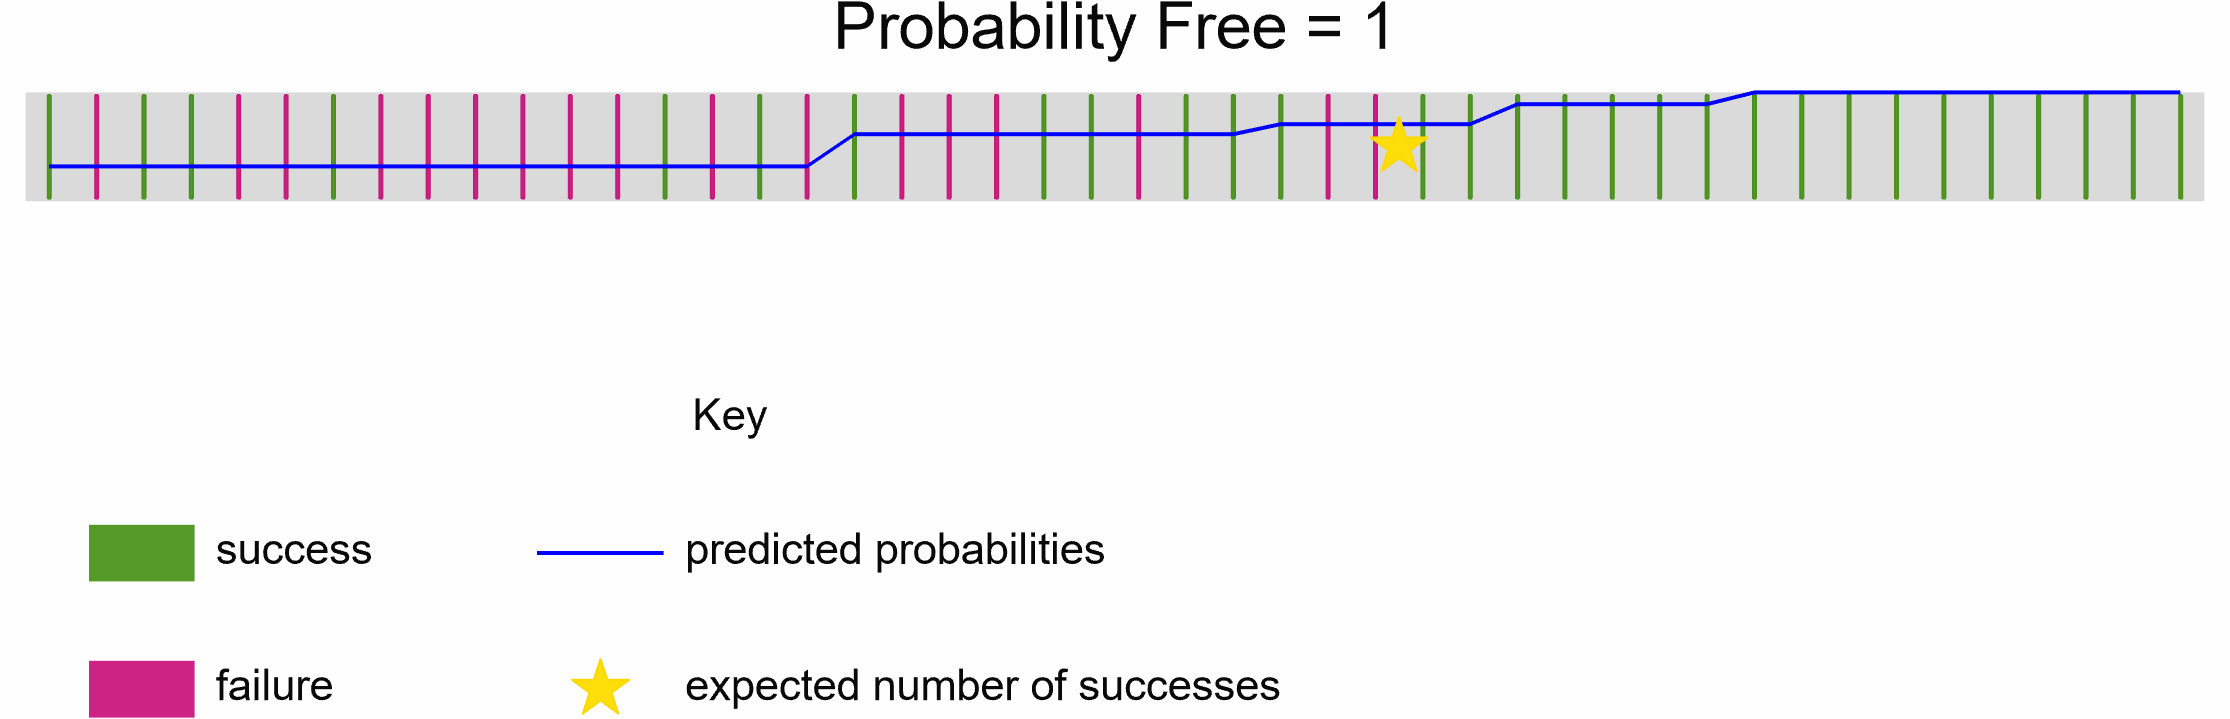 Probability Free = 1
Key
success
predicted probabilities
failure
expected number of successes